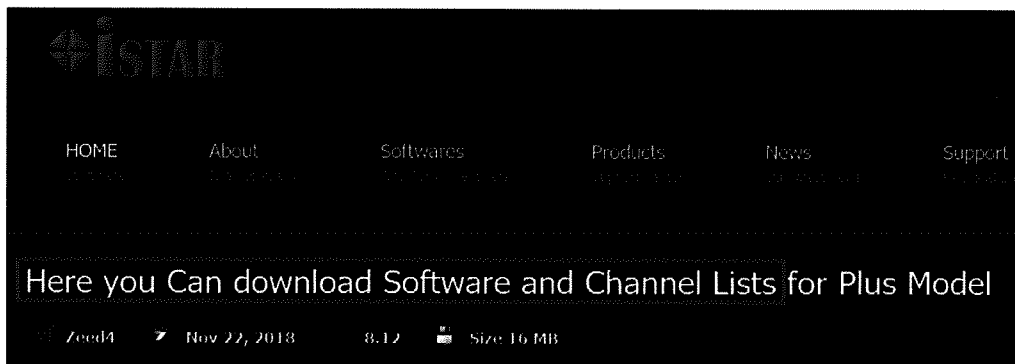 iSTAR
HOME About Softwares Products News Support
Here you Can download Software and Channel Lists for Plus Model
Zeed4 Nov 22, 2018 8.12 Size 16 MB